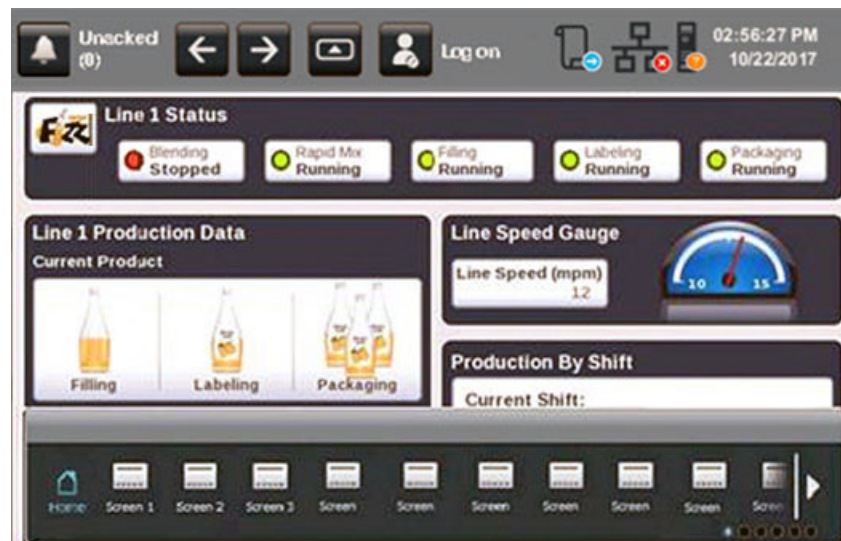 Unacked
(0)
Log on
02:56:27 PM
10/22/2017
Fizz
Line 1 Status
Blending
Stopped
Rapid Mix
Running
Filling
Running
Labeling
Running
Packaging
Running
Line 1 Production Data
Current Product
Filling
Labeling
Packaging
Line Speed Gauge
Line Speed (mpm)
12
10
15
Production By Shift
Current Shift:
Home
Screen 1
Screen 2
Screen 3
Screen
Screen
Screen
Screen
Screen
Screen